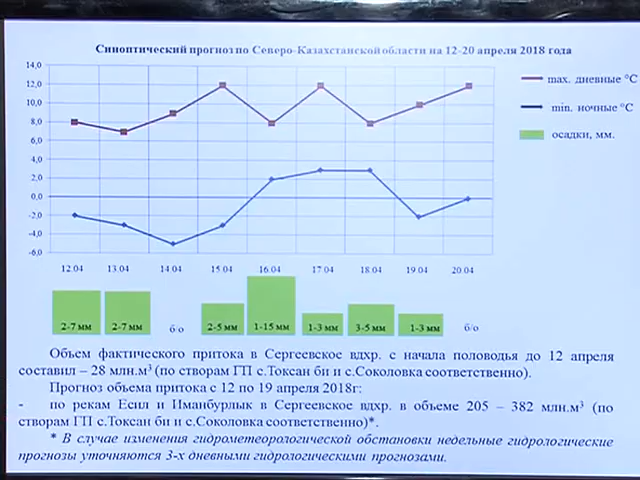 Синоптический прогноз по Северо-Казахстанской области на 12-20 апреля 2018 года
14,0
12,0
10,0
8,0
6,0
4,0
2,0
0,0
-2,0
-4,0
-6,0
max. дневные °С
min. ночные °С
осадки, мм.
12.04 13.04 14.04 15.04 16.04 17.04 18.04 19.04 20.04
2-7 мм 2-7 мм б/о 2-5 мм 1-15 мм 1-3 мм 3-5 мм 1-3 мм б/о
Объем фактического притока в Сергеевское вдхр. с начала половодья до 12 апреля
составил – 28 млн.м³ (по створам ГП с.Токсан би и с.Соколовка соответственно).
Прогноз объема притока с 12 по 19 апреля 2018г:
- по рекам Есил и Иманбурлык в Сергеевское вдхр. в объеме 205 – 382 млн.м³ (по
створам ГП с.Токсан би и с.Соколовка соответственно)*.
* В случае изменения гидрометеорологической обстановки недельные гидрологические
прогнозы уточняются 3-х дневными гидрологическими прогнозами.